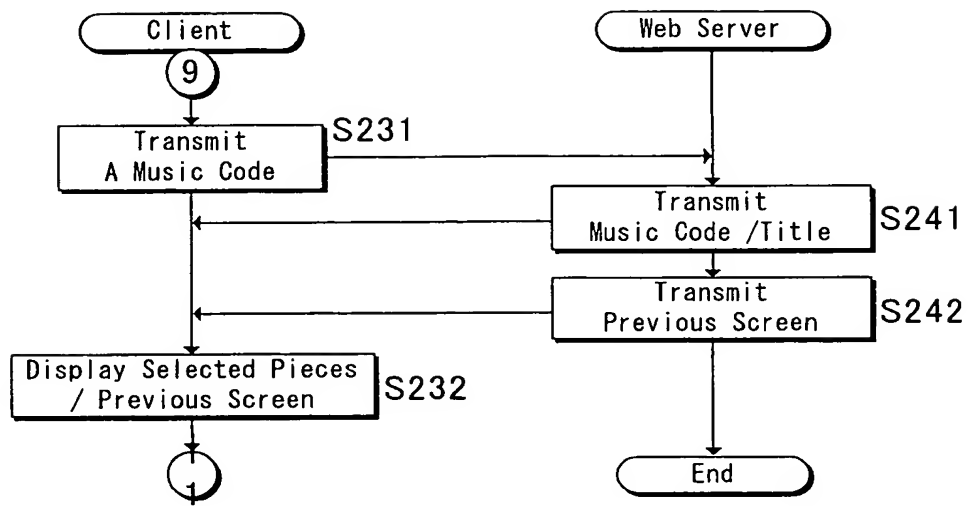 Client
Web Server
9
Transmit
A Music Code
S231
Transmit
Music Code /Title
S241
Transmit
Previous Screen
S242
Display Selected Pieces
/ Previous Screen
S232
End